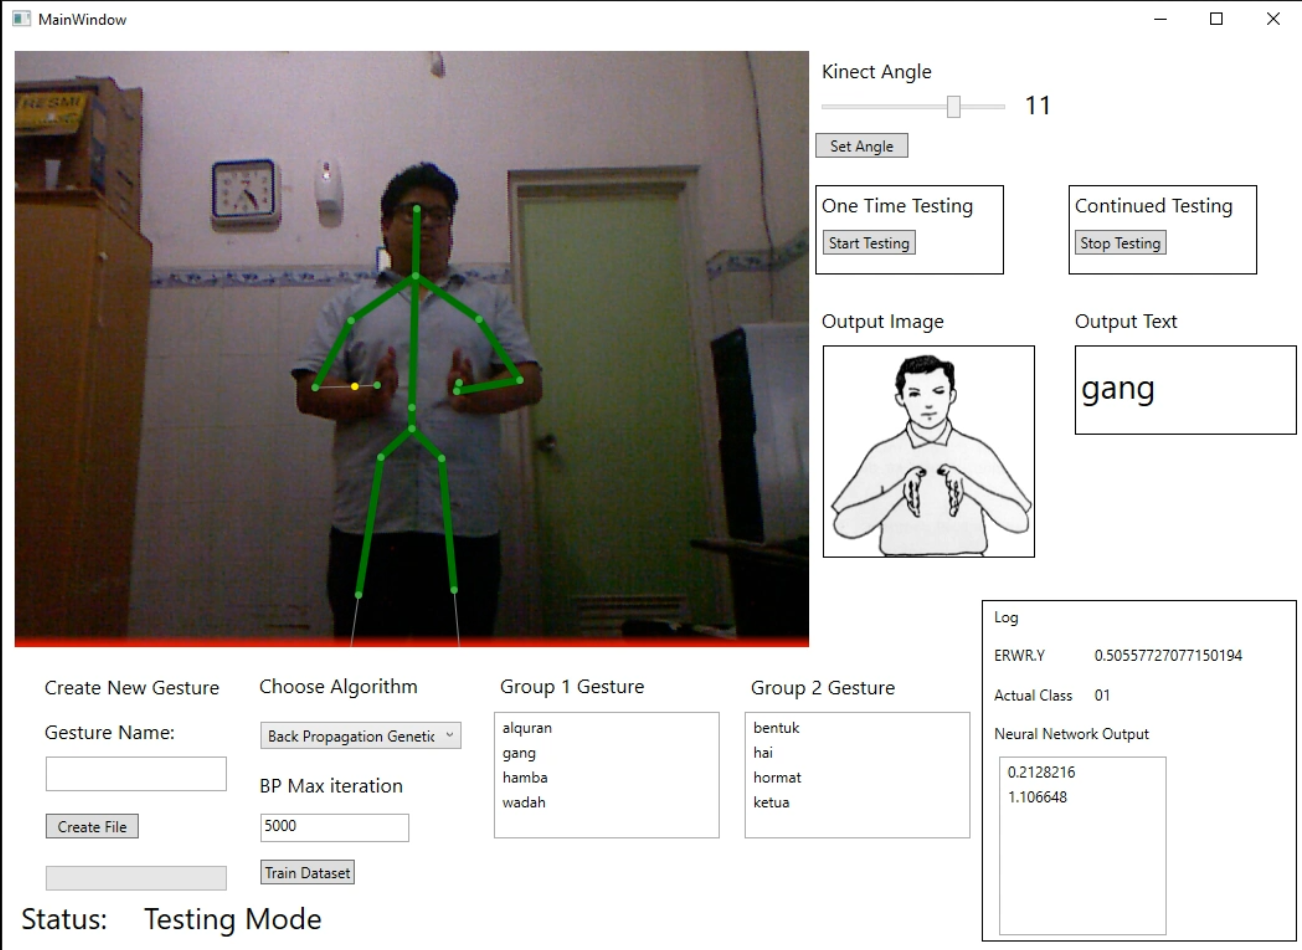 MainWindow
RESMI
Kinect Angle
11
Set Angle
One Time Testing
Start Testing
Continued Testing
Stop Testing
Output Image
Output Text
gang
Log
ERWR.Y 0.50557727077150194
Actual Class 01
Neural Network Output
0.2128216
1.106648
Create New Gesture
Gesture Name:
Create File
Choose Algorithm
Back Propagation Genetic
BP Max iteration
5000
Train Dataset
Group 1 Gesture
alquran
gang
hamba
wadah
Group 2 Gesture
bentuk
hai
hormat
ketua
Status: Testing Mode